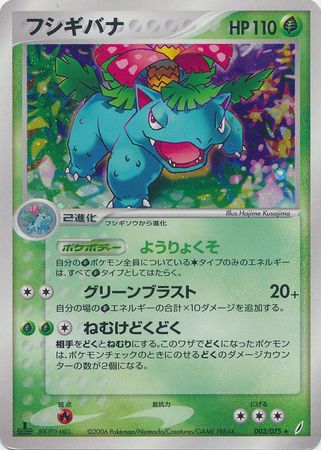 フシギバナ HP110
Illus.Hajime Kusajima
2進化
フシギソウから進化
ポケボディー ようりょくそ
自分の ポケモン全員についている タイプのみのエネルギー
は、すべて タイプとしてはたらく。
グリーンブラスト 20+
自分の場の エネルギーの合計×10ダメージを追加する。
ねむけどくどく
相手をどくとねむりにする。このワザでどくになったポケモン
は、ポケモンチェックのときにのせるどくのダメージカウンター
の数が2個になる。
弱点 抵抗力 にげる
©2006 Pokémon/Nintendo/Creatures/GAME FREAK. 003/075 ★